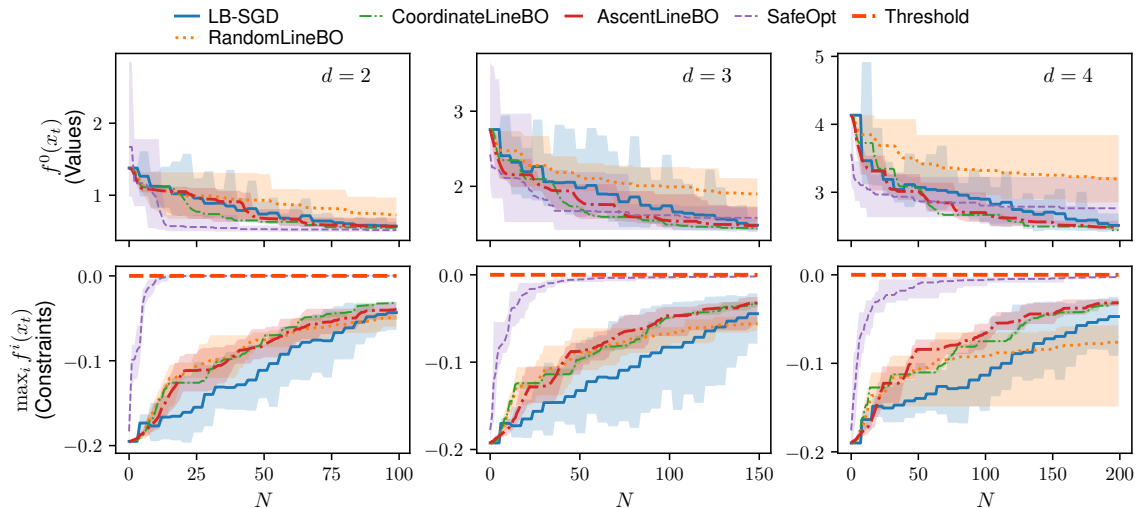 LB-SGD CoordinateLineBO AscentLineBO SafeOpt Threshold
RandomLineBO
d = 2
d = 3
d = 4
f⁰(xₜ)
(Values)
2
1
3
2
5
4
3
maxᵢ fⁱ(xₜ)
(Constraints)
0.0
−0.1
−0.2
0.0
−0.1
−0.2
0.0
−0.1
−0.2
0 25 50 75 100
0 50 100 150
0 50 100 150 200
N N N